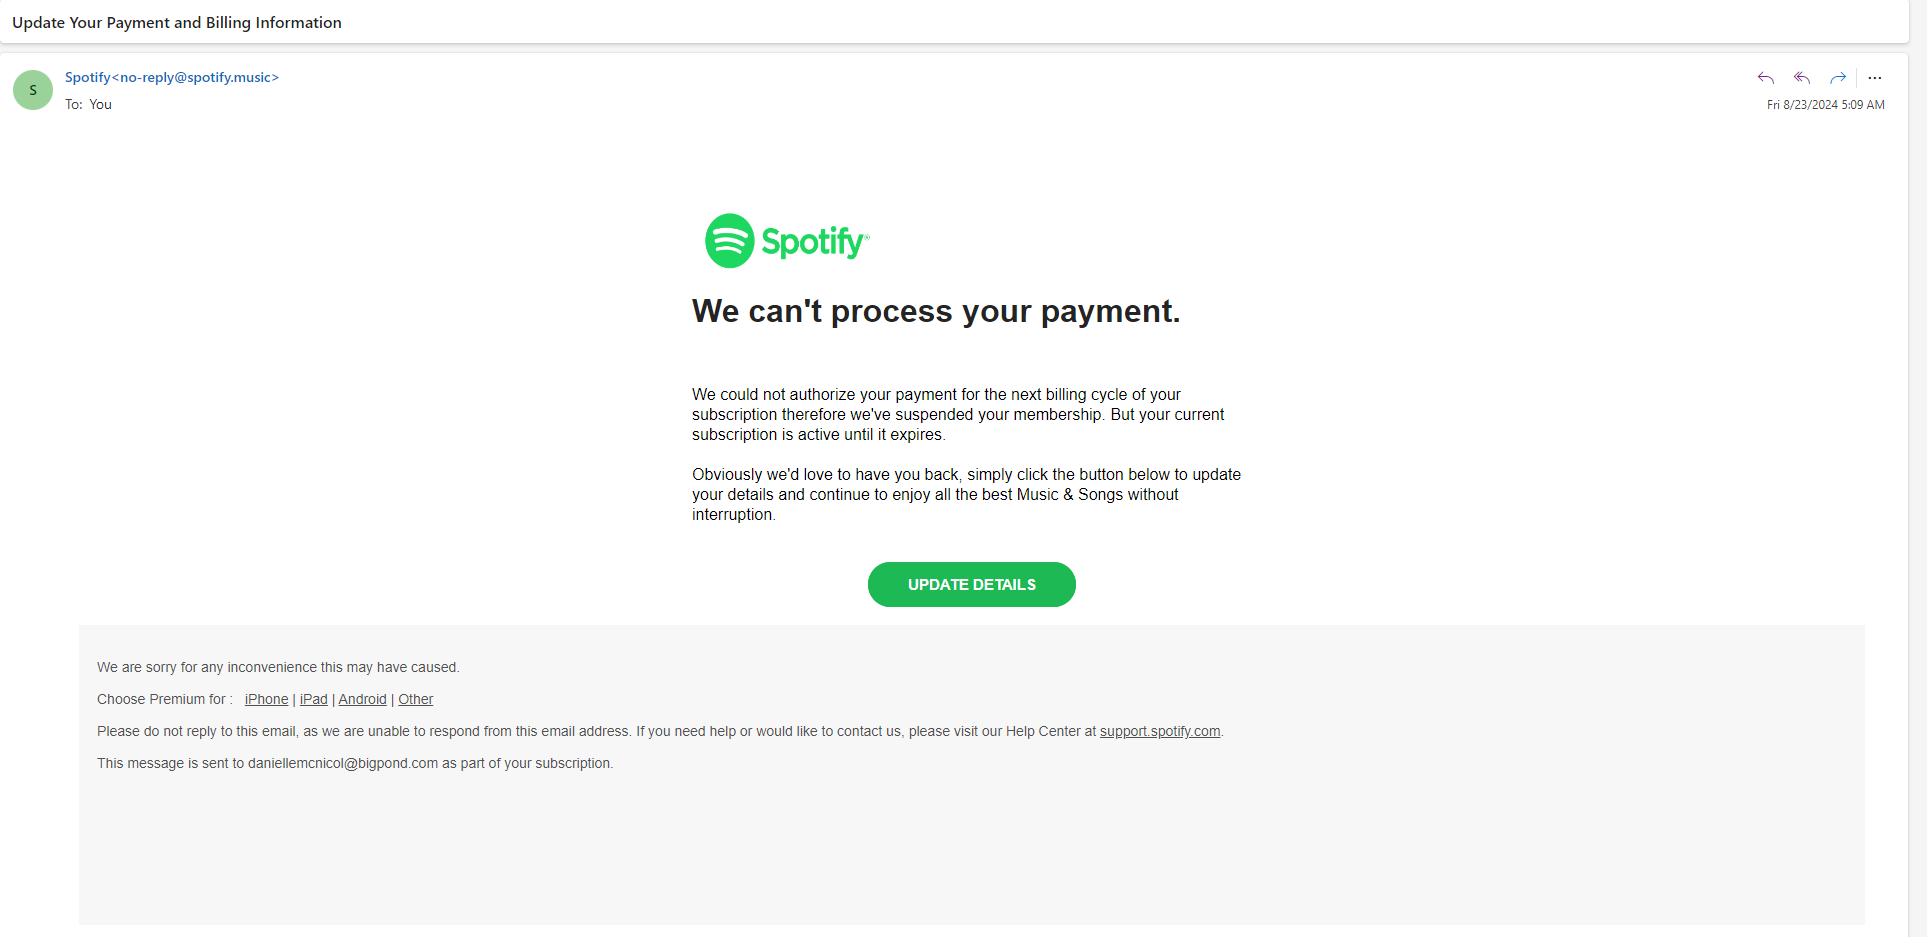 Update Your Payment and Billing Information
S
Spotify<no-reply@spotify.music>
To: You
Fri 8/23/2024 5:09 AM
Spotify®
We can't process your payment.
We could not authorize your payment for the next billing cycle of your
subscription therefore we've suspended your membership. But your current
subscription is active until it expires.
Obviously we'd love to have you back, simply click the button below to update
your details and continue to enjoy all the best Music & Songs without
interruption.
UPDATE DETAILS
We are sorry for any inconvenience this may have caused.
Choose Premium for : iPhone | iPad | Android | Other
Please do not reply to this email, as we are unable to respond from this email address. If you need help or would like to contact us, please visit our Help Center at support.spotify.com.
This message is sent to daniellemcnicol@bigpond.com as part of your subscription.